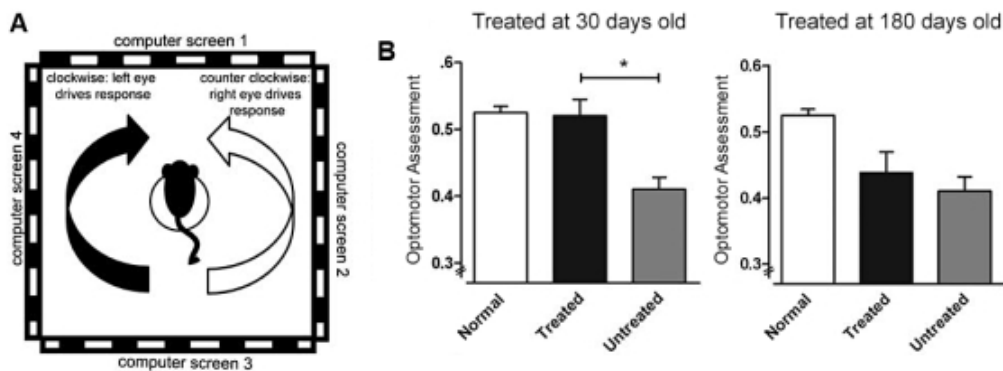 A
computer screen 1
clockwise: left eye
drives response
counter clockwise:
right eye drives
response
computer screen 4
computer screen 2
computer screen 3
B
Treated at 30 days old
Optomotor Assessment
.6
0.5
0.4
0.3
*
Normal
Treated
Untreated
Treated at 180 days old
Optomotor Assessment
.6
0.5
0.4
0.3
Normal
Treated
Untreated